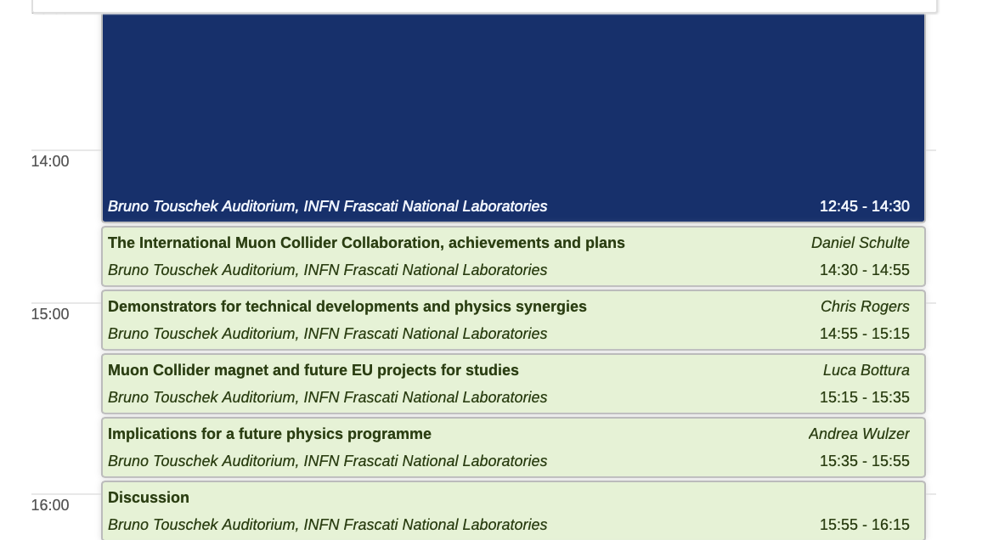 14:00
Bruno Touschek Auditorium, INFN Frascati National Laboratories 12:45 - 14:30
The International Muon Collider Collaboration, achievements and plans Daniel Schulte
Bruno Touschek Auditorium, INFN Frascati National Laboratories 14:30 - 14:55
15:00
Demonstrators for technical developments and physics synergies Chris Rogers
Bruno Touschek Auditorium, INFN Frascati National Laboratories 14:55 - 15:15
Muon Collider magnet and future EU projects for studies Luca Bottura
Bruno Touschek Auditorium, INFN Frascati National Laboratories 15:15 - 15:35
Implications for a future physics programme Andrea Wulzer
Bruno Touschek Auditorium, INFN Frascati National Laboratories 15:35 - 15:55
16:00
Discussion
Bruno Touschek Auditorium, INFN Frascati National Laboratories 15:55 - 16:15